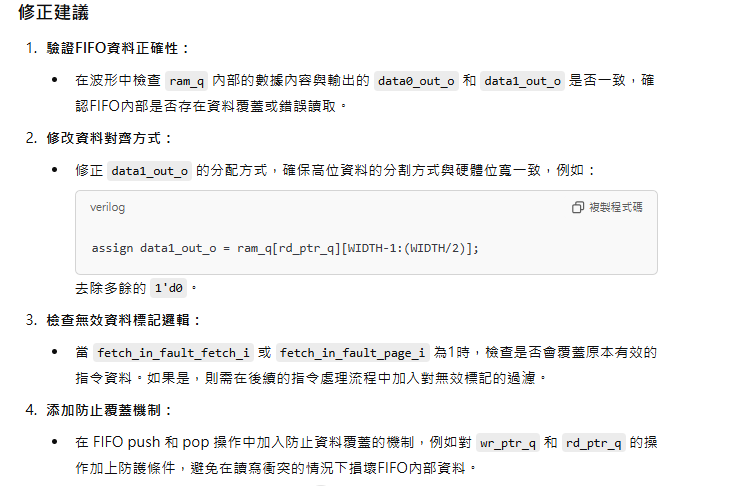 修正建議
1. 驗證FIFO資料正確性：
• 在波形中檢查 ram_q 內部的數據內容與輸出的 data0_out_o 和 data1_out_o 是否一致，確
認FIFO內部是否存在資料覆蓋或錯誤讀取。
2. 修改資料對齊方式：
• 修正 data1_out_o 的分配方式，確保高位資料的分割方式與硬體位寬一致，例如：
verilog 複製程式碼
assign data1_out_o = ram_q[rd_ptr_q][WIDTH-1:(WIDTH/2)];
去除多餘的 1'd0 。
3. 檢查無效資料標記邏輯：
• 當 fetch_in_fault_fetch_i 或 fetch_in_fault_page_i 為1時，檢查是否會覆蓋原本有效的
指令資料。如果是，則需在後續的指令處理流程中加入對無效標記的過濾。
4. 添加防止覆蓋機制：
• 在 FIFO push 和 pop 操作中加入防止資料覆蓋的機制，例如對 wr_ptr_q 和 rd_ptr_q 的操
作加上防護條件，避免在讀寫衝突的情況下損壞FIFO內部資料。